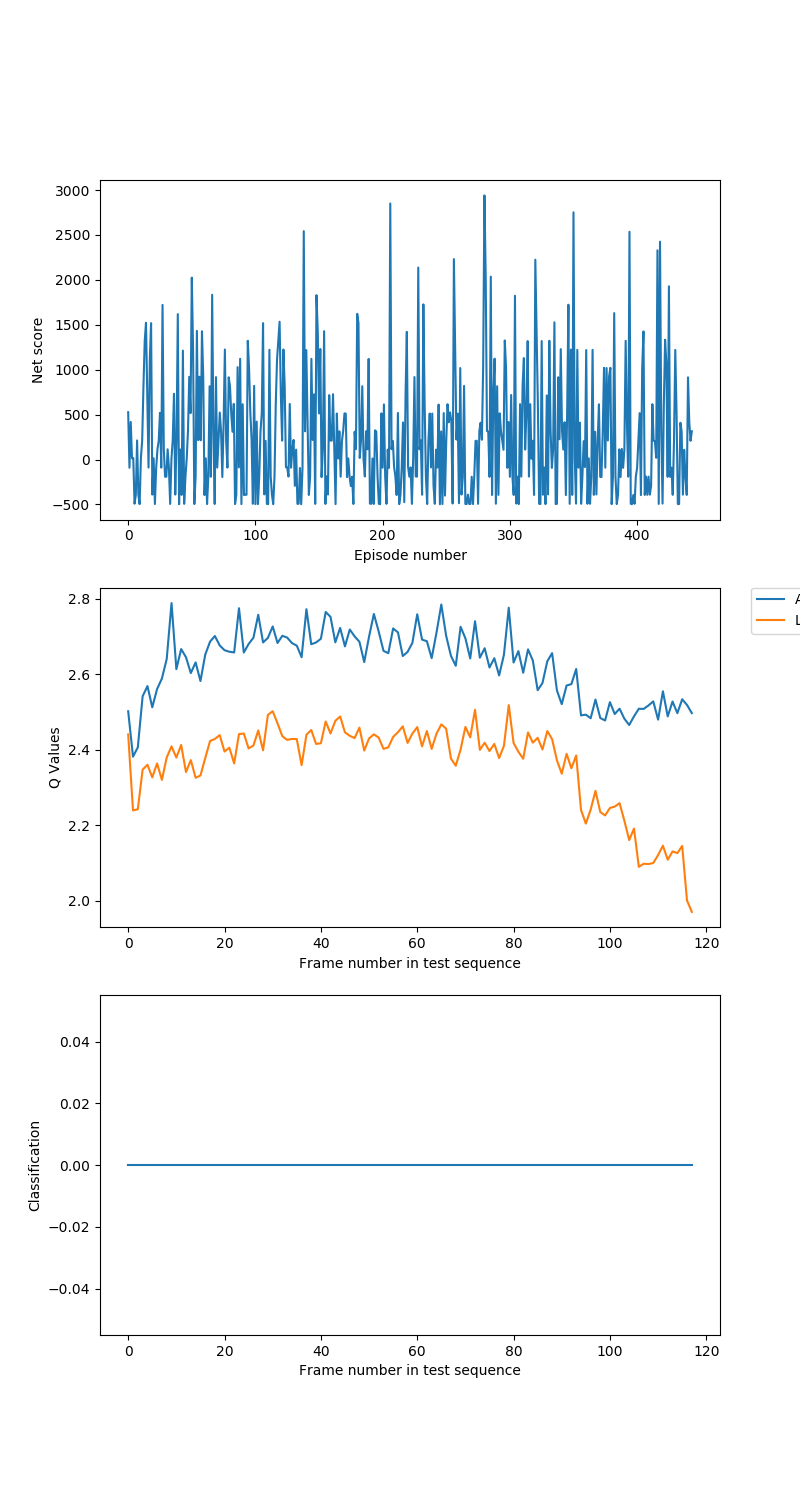 3000
2500
2000
1500
1000
500
0
−500
Net score
0 100 200 300 400
Episode number
2.8
2.6
2.4
2.2
2.0
Q Values
0 20 40 60 80 100 120
Frame number in test sequence
0.04
0.02
0.00
−0.02
−0.04
Classification
0 20 40 60 80 100 120
Frame number in test sequence